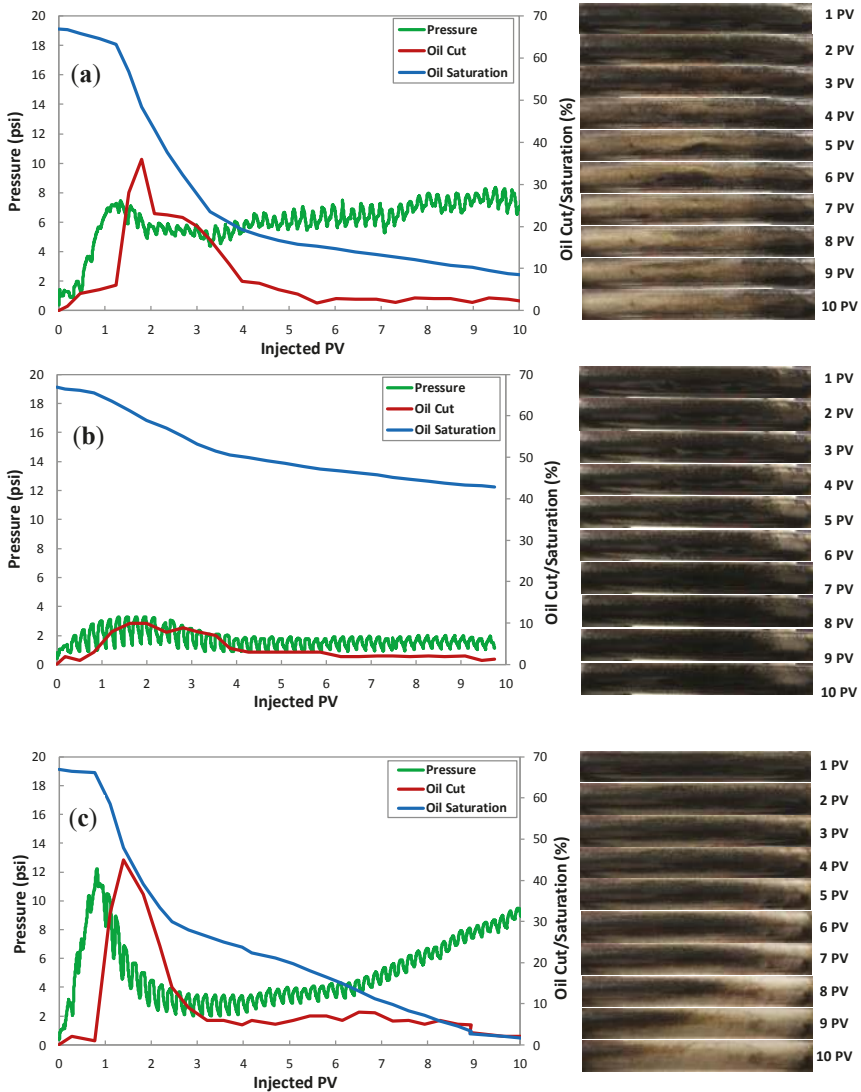 (a)
Pressure
Oil Cut
Oil Saturation
20
18
16
14
12
10
8
6
4
2
0
Pressure (psi)
70
60
50
40
30
20
10
0
Oil Cut/Saturation (%)
0 1 2 3 4 5 6 7 8 9 10
Injected PV
1 PV
2 PV
3 PV
4 PV
5 PV
6 PV
7 PV
8 PV
9 PV
10 PV
(b)
Pressure
Oil Cut
Oil Saturation
20
18
16
14
12
10
8
6
4
2
0
Pressure (psi)
70
60
50
40
30
20
10
0
Oil Cut/Saturation (%)
0 1 2 3 4 5 6 7 8 9 10
Injected PV
1 PV
2 PV
3 PV
4 PV
5 PV
6 PV
7 PV
8 PV
9 PV
10 PV
(c)
Pressure
Oil Cut
Oil Saturation
20
18
16
14
12
10
8
6
4
2
0
Pressure (psi)
70
60
50
40
30
20
10
0
Oil Cut/Saturation (%)
0 1 2 3 4 5 6 7 8 9 10
Injected PV
1 PV
2 PV
3 PV
4 PV
5 PV
6 PV
7 PV
8 PV
9 PV
10 PV